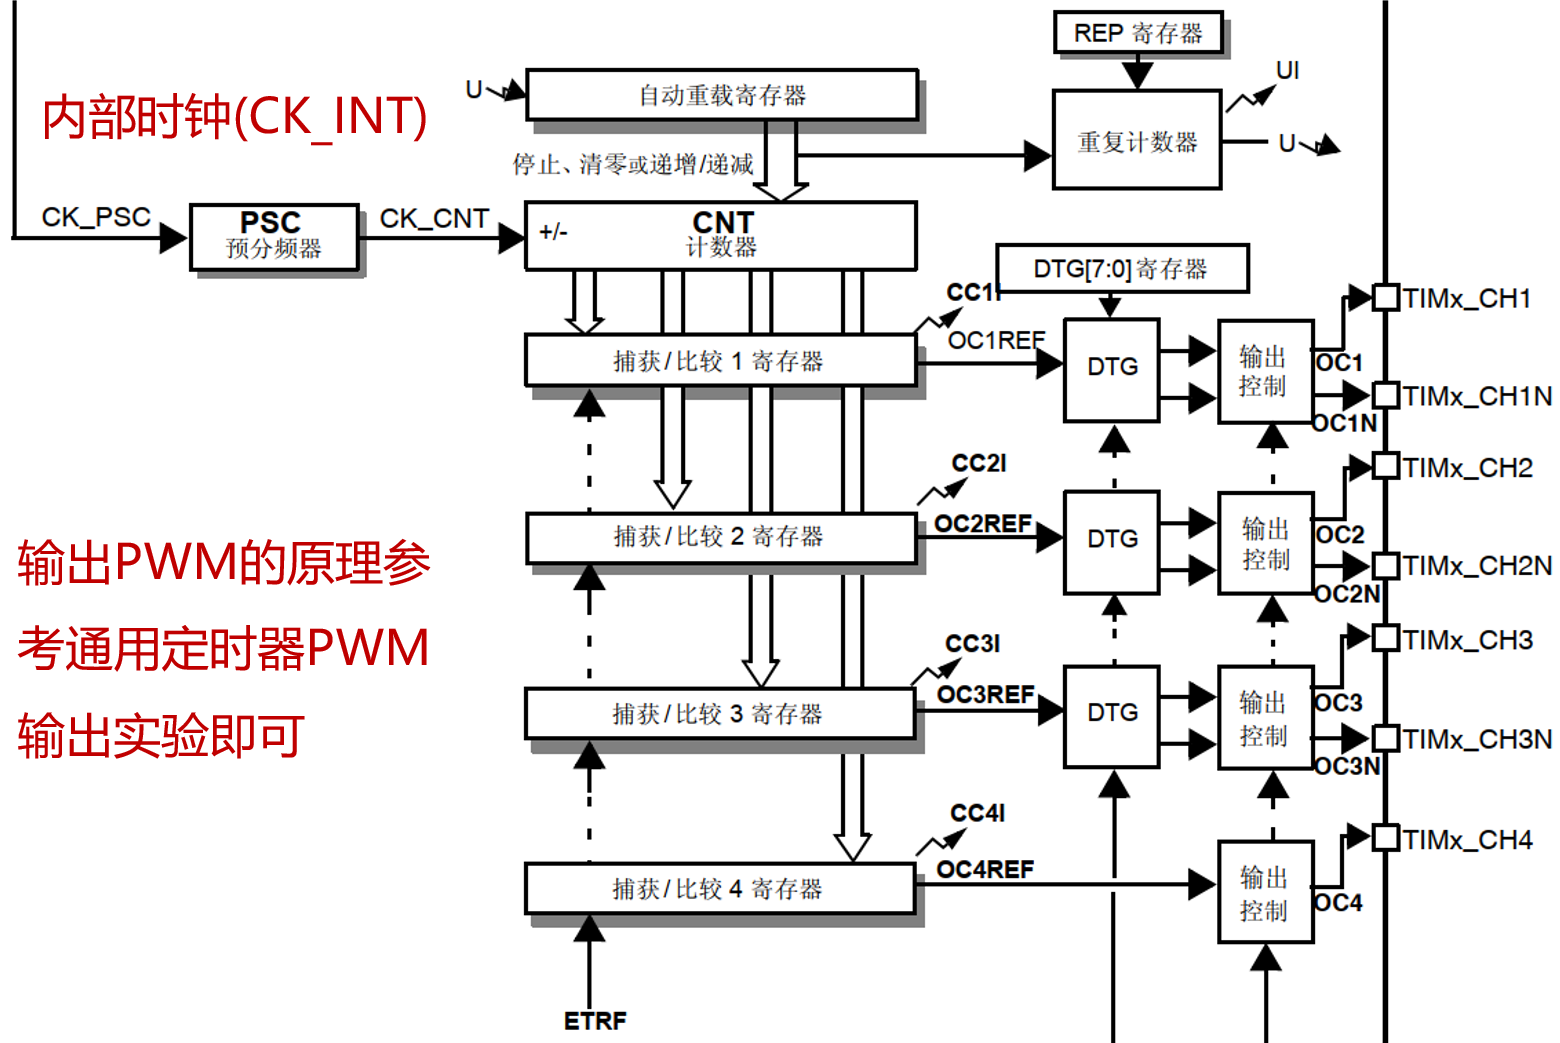 REP 寄存器
UI
U
自动重载寄存器
内部时钟(CK_INT)
重复计数器
U
停止、清零或递增/递减
CK_PSC
PSC
预分频器
CK_CNT
+/-
CNT
计数器
DTG[7:0]寄存器
CC1I
TIMx_CH1
捕获/比较 1 寄存器
OC1REF
DTG
输出
控制
OC1
TIMx_CH1N
OC1N
CC2I
TIMx_CH2
捕获/比较 2 寄存器
OC2REF
DTG
输出
控制
OC2
TIMx_CH2N
OC2N
输出PWM的原理参
考通用定时器PWM
输出实验即可
CC3I
TIMx_CH3
捕获/比较 3 寄存器
OC3REF
DTG
输出
控制
OC3
TIMx_CH3N
OC3N
CC4I
TIMx_CH4
捕获/比较 4 寄存器
OC4REF
输出
控制
OC4
ETRF